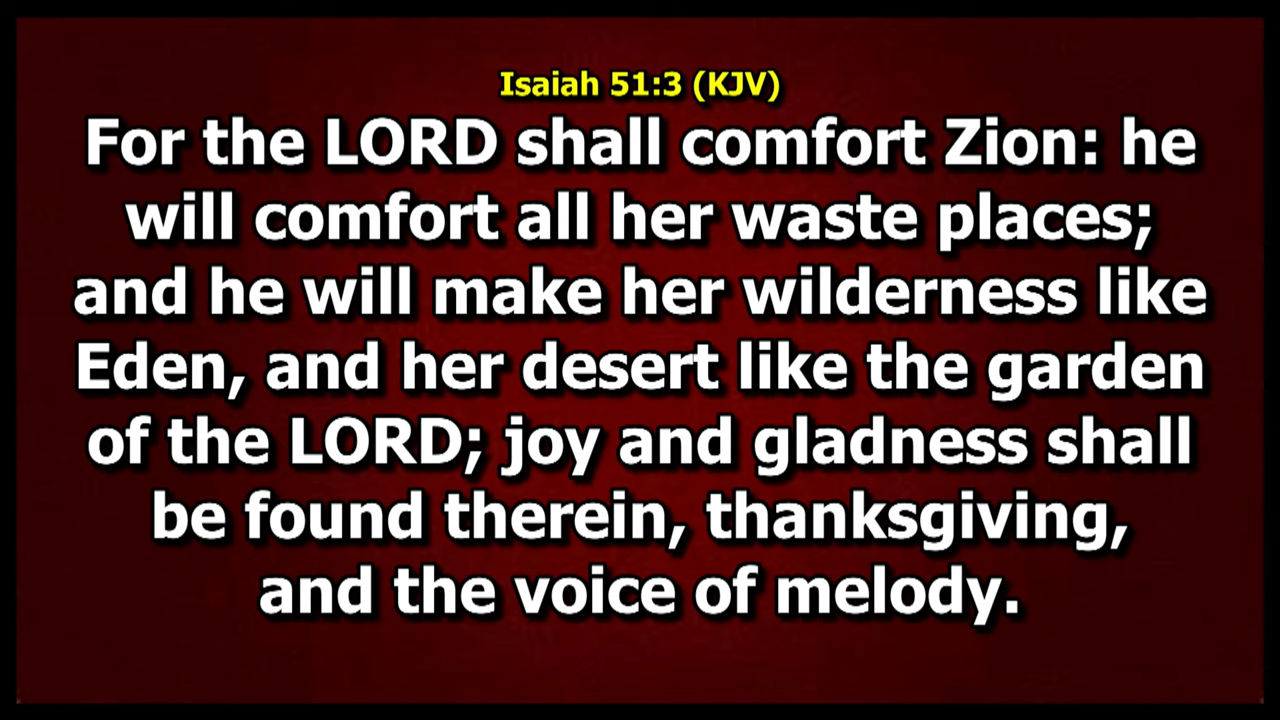 Isaiah 51:3 (KJV)
For the LORD shall comfort Zion: he
will comfort all her waste places;
and he will make her wilderness like
Eden, and her desert like the garden
of the LORD; joy and gladness shall
be found therein, thanksgiving,
and the voice of melody.